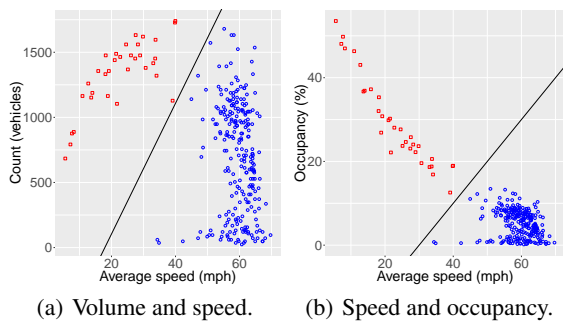 1500
1000
500
0
Count (vehicles)
20 40 60
Average speed (mph)
(a) Volume and speed.
40
20
0
Occupancy (%)
20 40 60
Average speed (mph)
(b) Speed and occupancy.